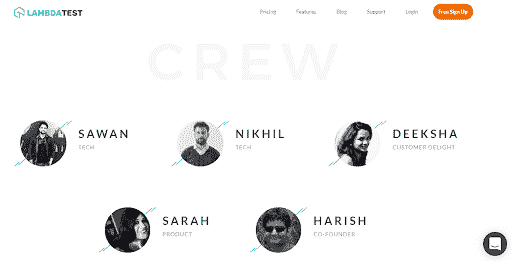 LAMBDATEST
Pricing Features Blog Support Login Free Sign Up
CREW
SAWAN
TECH
NIKHIL
TECH
DEEKSHA
CUSTOMER DELIGHT
SARAH
PRODUCT
HARISH
CO-FOUNDER